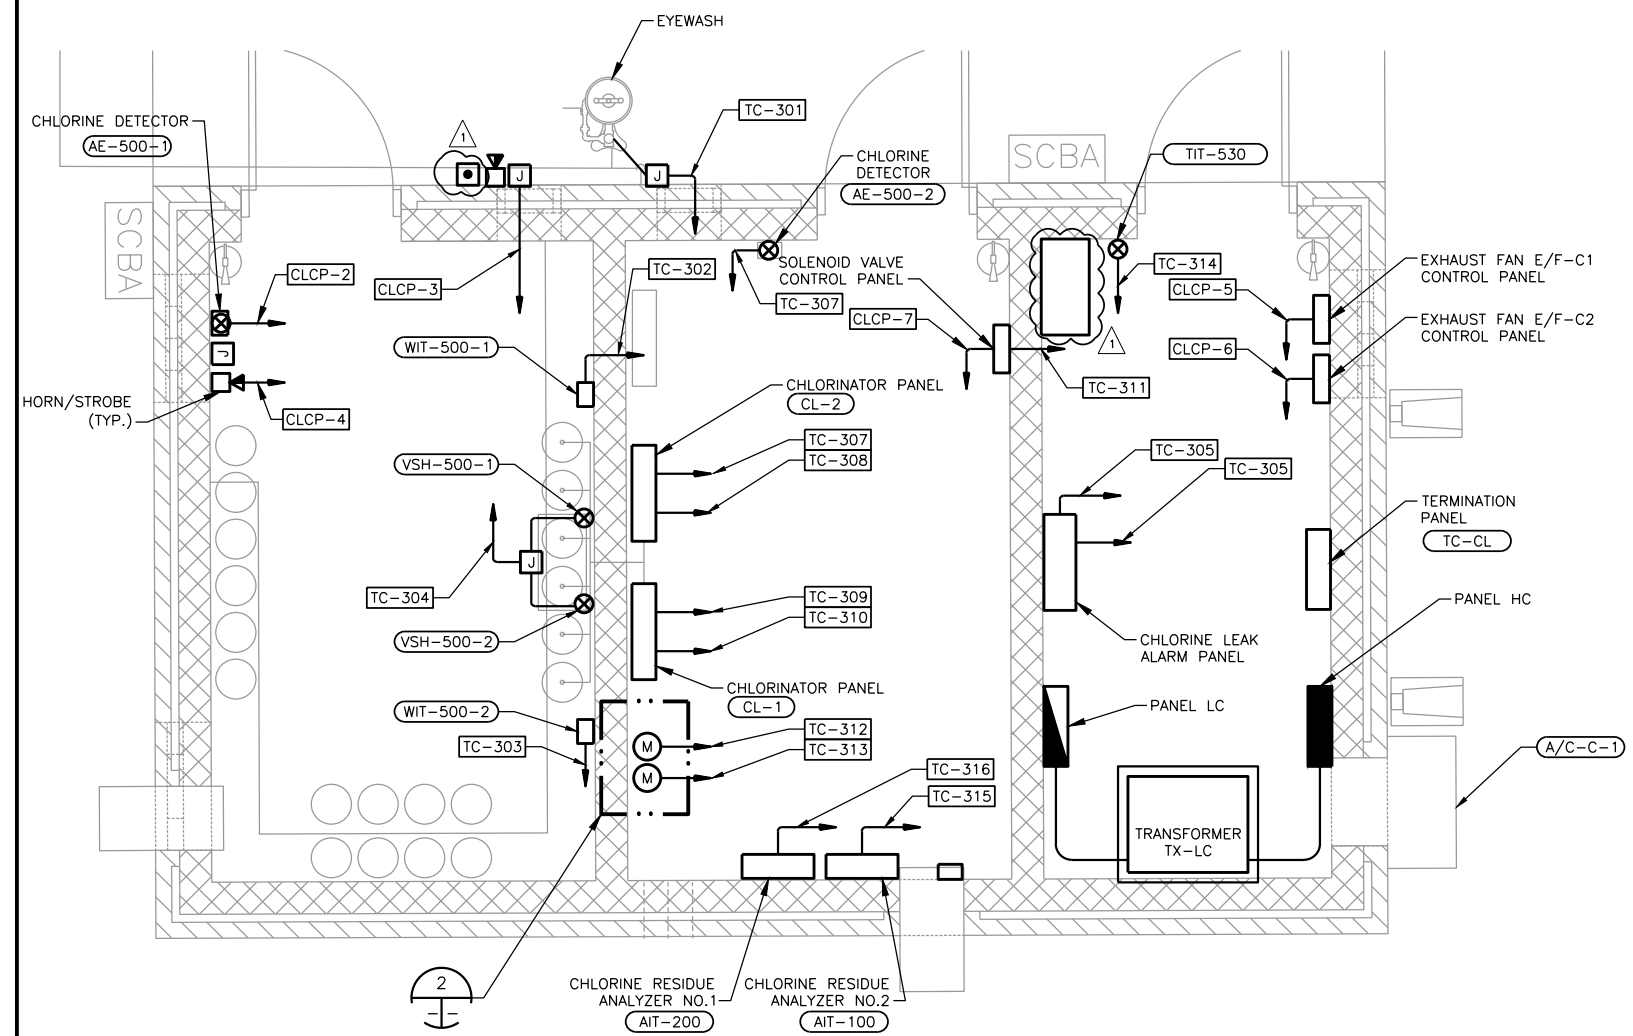 EYEWASH
TC-301
CHLORINE DETECTOR
AE-500-1
1
J
J
CHLORINE
DETECTOR
AE-500-2
SCBA
TIT-530
SCBA
CLCP-2
CLCP-3
TC-302
SOLENOID VALVE
CONTROL PANEL
TC-307
CLCP-7
TC-314
CLCP-5
EXHAUST FAN E/F-C1
CONTROL PANEL
EXHAUST FAN E/F-C2
CONTROL PANEL
CLCP-6
1
TC-311
J
WIT-500-1
HORN/STROBE
(TYP.)
CLCP-4
CHLORINATOR PANEL
CL-2
TC-307
TC-308
VSH-500-1
TC-305
TC-305
TERMINATION
PANEL
TC-CL
J
TC-304
VSH-500-2
TC-309
TC-310
PANEL HC
CHLORINE LEAK
ALARM PANEL
CHLORINATOR PANEL
CL-1
WIT-500-2
TC-303
M
M
TC-312
TC-313
PANEL LC
A/C-C-1
TC-316
TC-315
TRANSFORMER
TX-LC
2
CHLORINE RESIDUE
ANALYZER NO.1
AIT-200
CHLORINE RESIDUE
ANALYZER NO.2
AIT-100